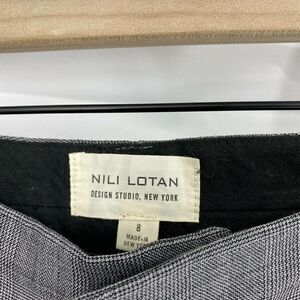 NILI LOTAN
DESIGN STUDIO, NEW YORK
8
MADE IN
NEW YORK